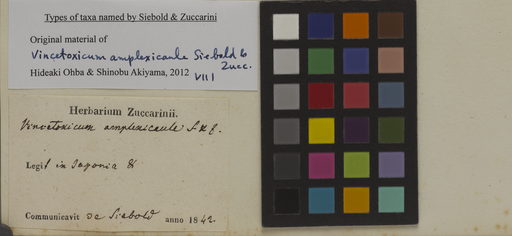 Types of taxa named by Siebold & Zuccarini
Original material of
Vincetoxicum amplexicaule Siebold &
Zucc.
Hideaki Ohba & Shinobu Akiyama, 2012 VIII
Herbarium Zuccarinii.
Vincetoxicum amplexicaule S & Z.
Legit in Japonia
Communicavit de Siebold anno 1842.